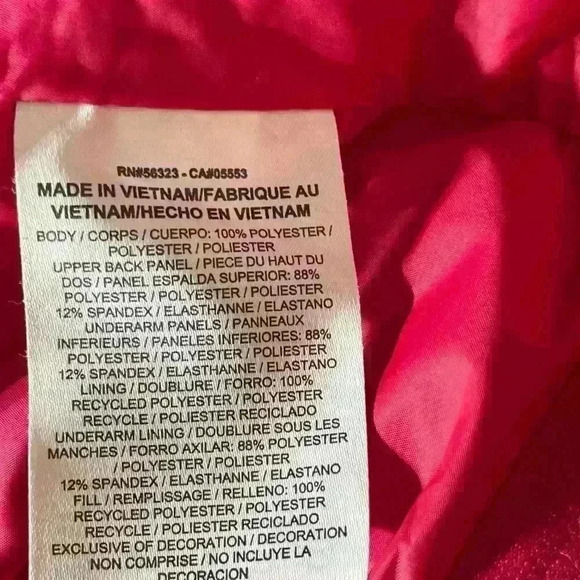 RN#56323 - CA#05553
MADE IN VIETNAM/FABRIQUE AU
VIETNAM/HECHO EN VIETNAM
BODY / CORPS / CUERPO: 100% POLYESTER /
POLYESTER / POLIESTER
UPPER BACK PANEL / PIECE DU HAUT DU
DOS / PANEL ESPALDA SUPERIOR: 88%
POLYESTER / POLYESTER / POLIESTER
12% SPANDEX / ELASTHANNE / ELASTANO
UNDERARM PANELS / PANNEAUX
INFERIEURS / PANELES INFERIORES: 88%
POLYESTER / POLYESTER / POLIESTER
12% SPANDEX / ELASTHANNE / ELASTANO
LINING / DOUBLURE / FORRO: 100%
RECYCLED POLYESTER / POLYESTER
RECYCLE / POLIESTER RECICLADO
UNDERARM LINING / DOUBLURE SOUS LES
MANCHES / FORRO AXILAR: 88% POLYESTER
/ POLYESTER / POLIESTER
12% SPANDEX / ELASTHANNE / ELASTANO
FILL / REMPLISSAGE / RELLENO: 100%
RECYCLED POLYESTER / POLYESTER
RECYCLE / POLIESTER RECICLADO
EXCLUSIVE OF DECORATION / DECORATION
NON COMPRISE / NO INCLUYE LA
DECORACION